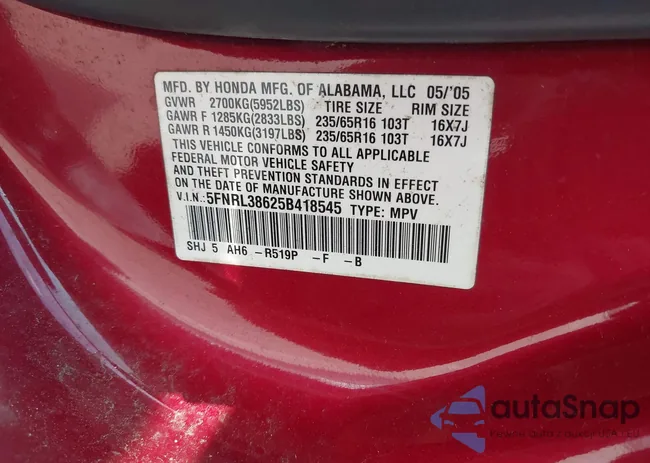 MFD. BY HONDA MFG. OF ALABAMA, LLC 05/'05
GVWR 2700KG(5952LBS) TIRE SIZE RIM SIZE
GAWR F 1285KG(2833LBS) 235/65R16 103T 16X7J
GAWR R 1450KG(3197LBS) 235/65R16 103T 16X7J
THIS VEHICLE CONFORMS TO ALL APPLICABLE
FEDERAL MOTOR VEHICLE SAFETY
AND THEFT PREVENTION STANDARDS IN EFFECT
ON THE DATE OF MANUFACTURE SHOWN ABOVE.
V.I.N.: 5FNRL38625B418545 TYPE: MPV
SHJ 5 AH6 -R519P -F -B
autoSnap